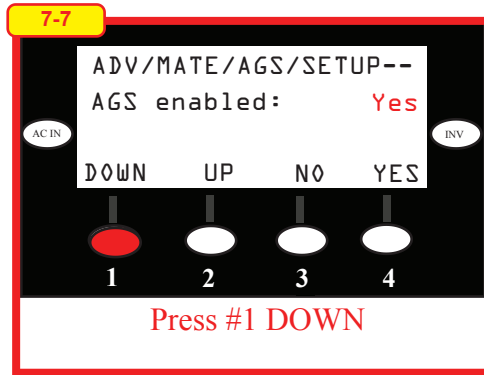 7-7
ADV/MATE/AGS/SETUP--
AGS enabled: Yes
AC IN
INV
DOWN UP NO YES
1 2 3 4
Press #1 DOWN